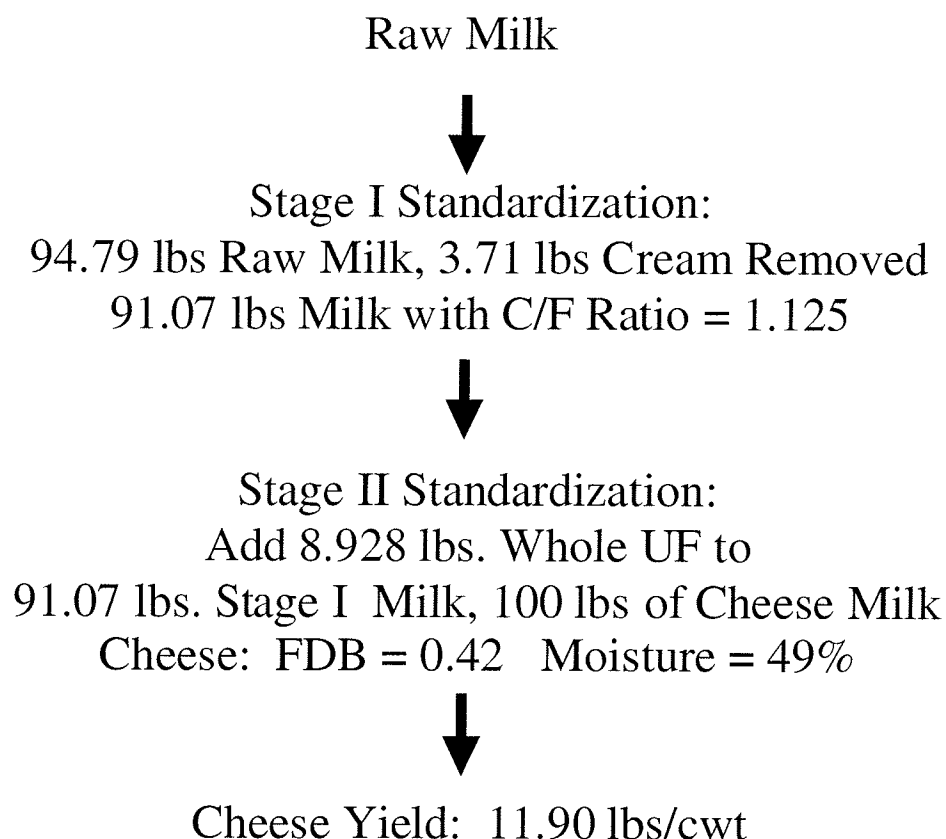 Raw Milk
Stage I Standardization:
94.79 lbs Raw Milk, 3.71 lbs Cream Removed
91.07 lbs Milk with C/F Ratio = 1.125
Stage II Standardization:
Add 8.928 lbs. Whole UF to
91.07 lbs. Stage I Milk, 100 lbs of Cheese Milk
Cheese: FDB = 0.42 Moisture = 49%
Cheese Yield: 11.90 lbs/cwt